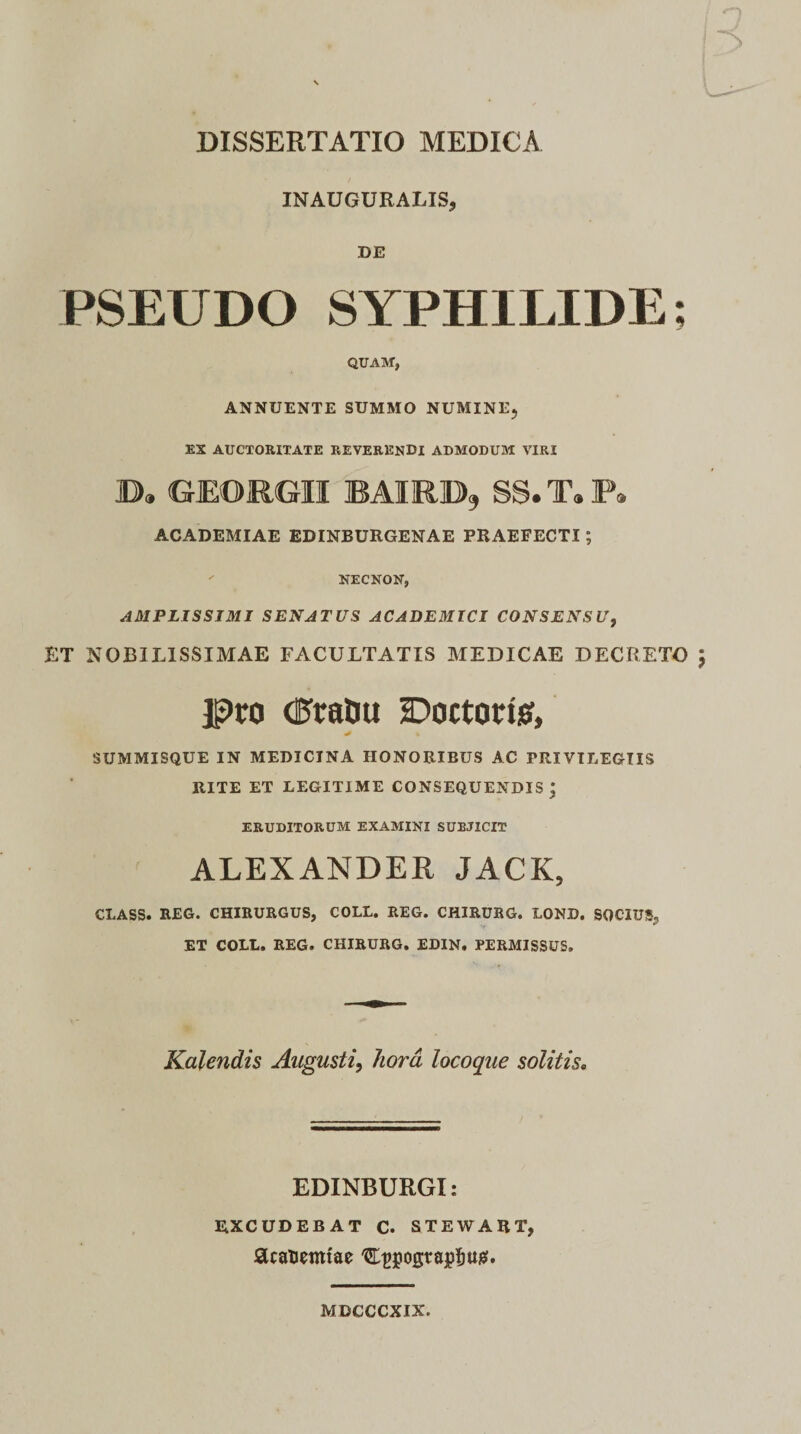 13
DISSERTATIO MEDICA
INAUGURALIS,
DE
PSEUDO SYPHILIDE;
QUAM,
ANNUENTE SUMMO NUMINE,
EX AUCTORITATE REVERENDI ADMODUM VIRI
D. GEORGII BAIRD, SS. T. P.
ACADEMIAE EDINBURGENAE PRAEFECTI;
NECNON,
AMPLISSIMI SENATUS ACADEMICI CONSENSU,
ET NOBILISSIMAE FACULTATIS MEDICAE DECRETO;
Pro Gradu Doctoris,
SUMMISQUE IN MEDICINA HONORIBUS AC PRIVILEGIIS
RITE ET LEGITIME CONSEQUENDIS;
ERUDITORUM EXAMINI SUBJICIT
ALEXANDER JACK,
CLASS. REG. CHIRURGUS, COLL. REG. CHIRURG. LOND. SOCIUS,
ET COLL. REG. CHIRURG. EDIN. PERMISSUS.
Kalendis Augusti, horâ locoque solitis.
EDINBURGI:
EXCUDEBAT C. STEWART,
Academiae Typographus.
MDCCCXIX.